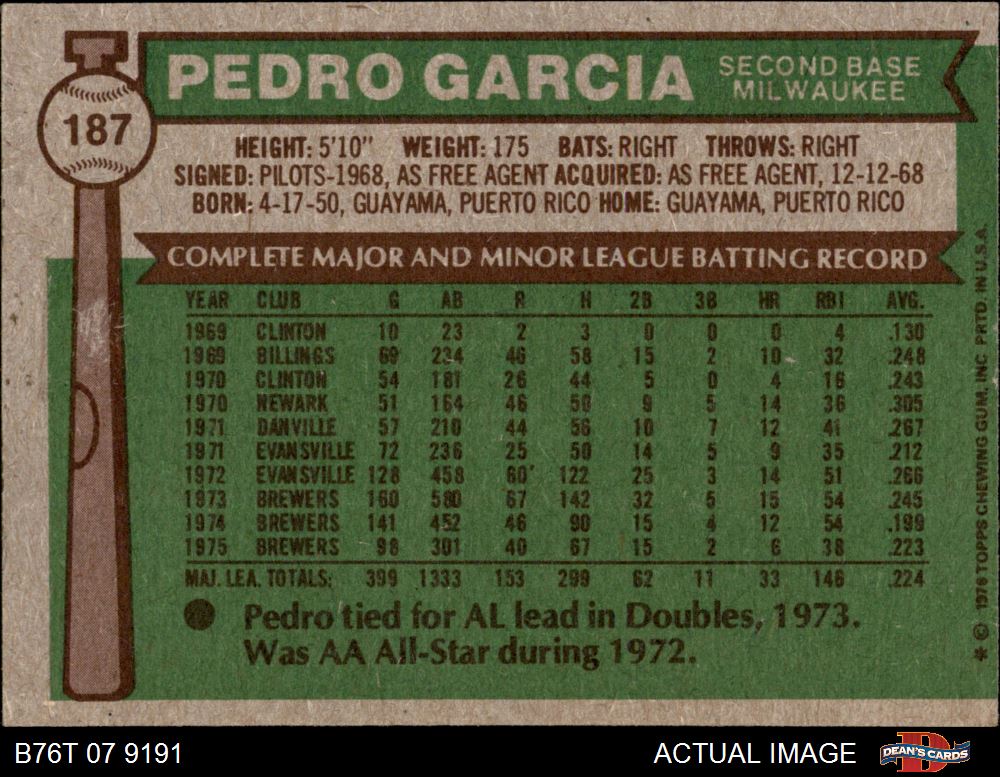 PEDRO GARCIA
SECOND BASE
MILWAUKEE
187
HEIGHT: 5'10" WEIGHT: 175 BATS: RIGHT THROWS: RIGHT
SIGNED: PILOTS-1968, AS FREE AGENT ACQUIRED: AS FREE AGENT, 12-12-68
BORN: 4-17-50, GUAYAMA, PUERTO RICO HOME: GUAYAMA, PUERTO RICO
COMPLETE MAJOR AND MINOR LEAGUE BATTING RECORD
YEAR CLUB G AB R H 2B 3B HR RBI AVG.
1969 CLINTON 10 23 2 3 0 0 0 4 .130
1969 BILLINGS 69 234 46 58 15 2 10 32 .248
1970 CLINTON 54 181 26 44 5 0 4 16 .243
1970 NEWARK 51 164 46 50 9 5 14 36 .305
1971 DANVILLE 57 210 44 56 10 7 12 41 .267
1971 EVANSVILLE 72 236 25 50 14 5 9 35 .212
1972 EVANSVILLE 128 458 80 122 25 3 14 51 .266
1973 BREWERS 160 580 67 142 32 5 15 54 .245
1974 BREWERS 141 452 46 90 15 4 12 54 .199
1975 BREWERS 98 301 40 67 15 2 6 38 .223
MAJ. LEA. TOTALS: 399 1333 153 299 62 11 33 146 .224
Pedro tied for AL lead in Doubles, 1973.
Was AA All-Star during 1972.
* © 1976 TOPPS CHEWING GUM, INC. PRTD. IN U.S.A.
B76T 07 9191
ACTUAL IMAGE
DEAN'S CARDS